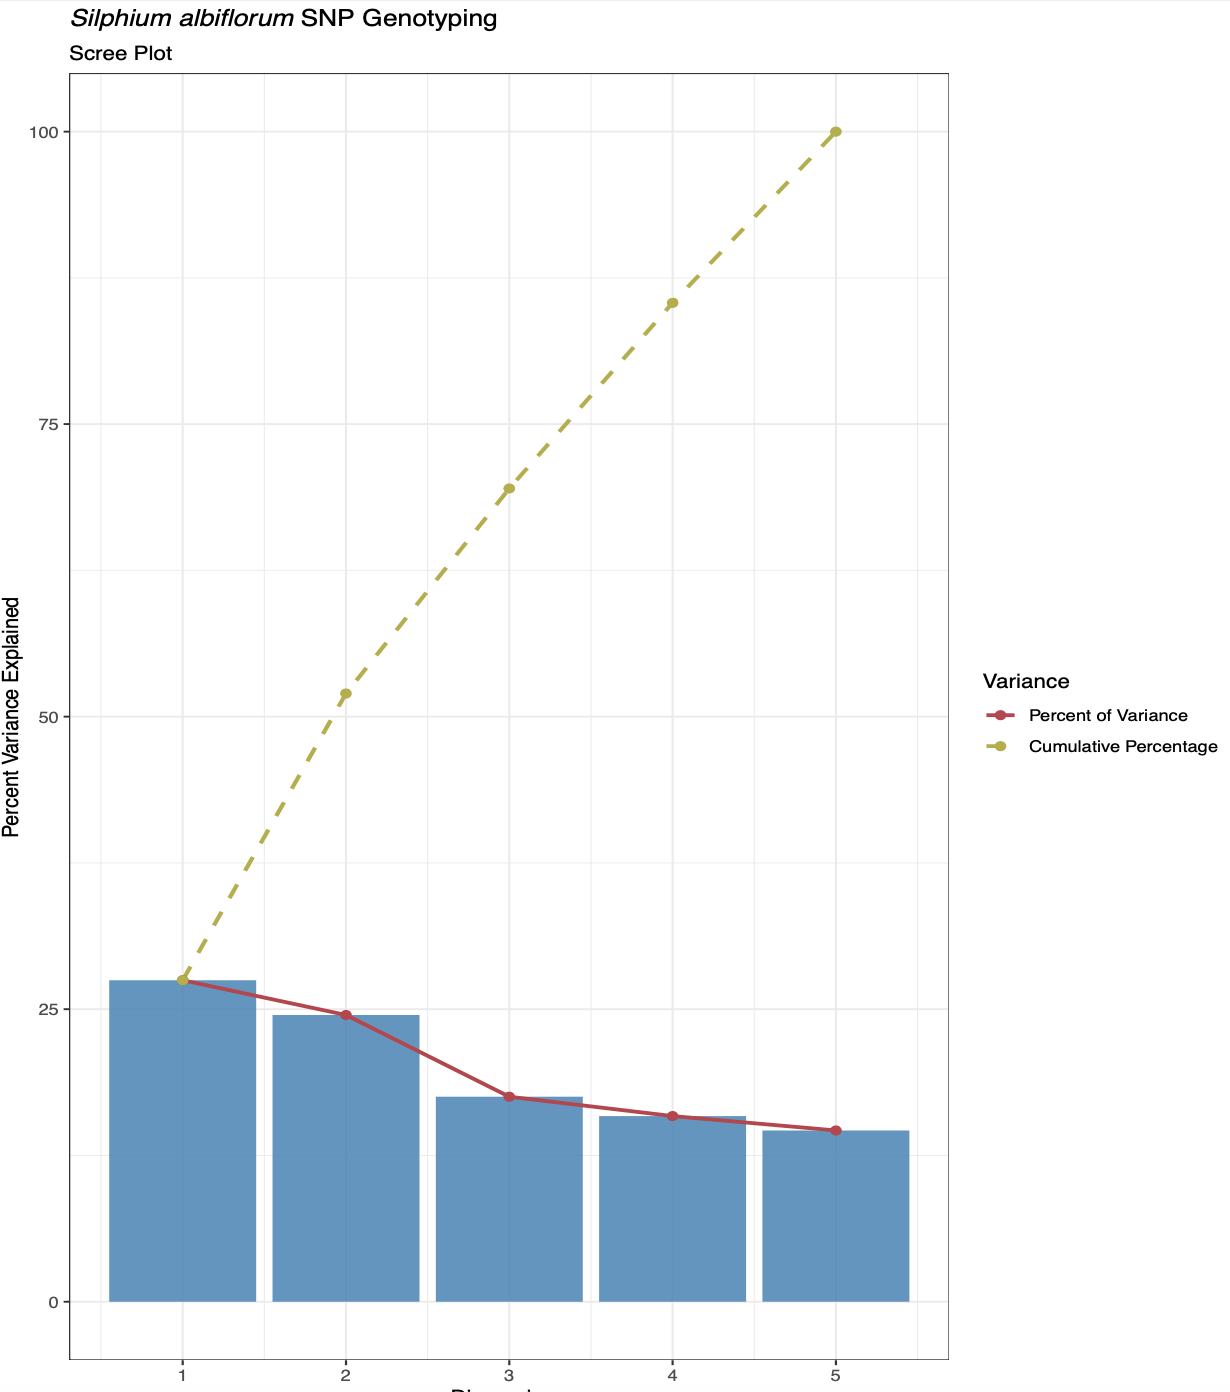 Silphium albiflorum SNP Genotyping
Scree Plot
Percent Variance Explained
100
75
50
25
0
1 2 3 4 5
Variance
Percent of Variance
Cumulative Percentage